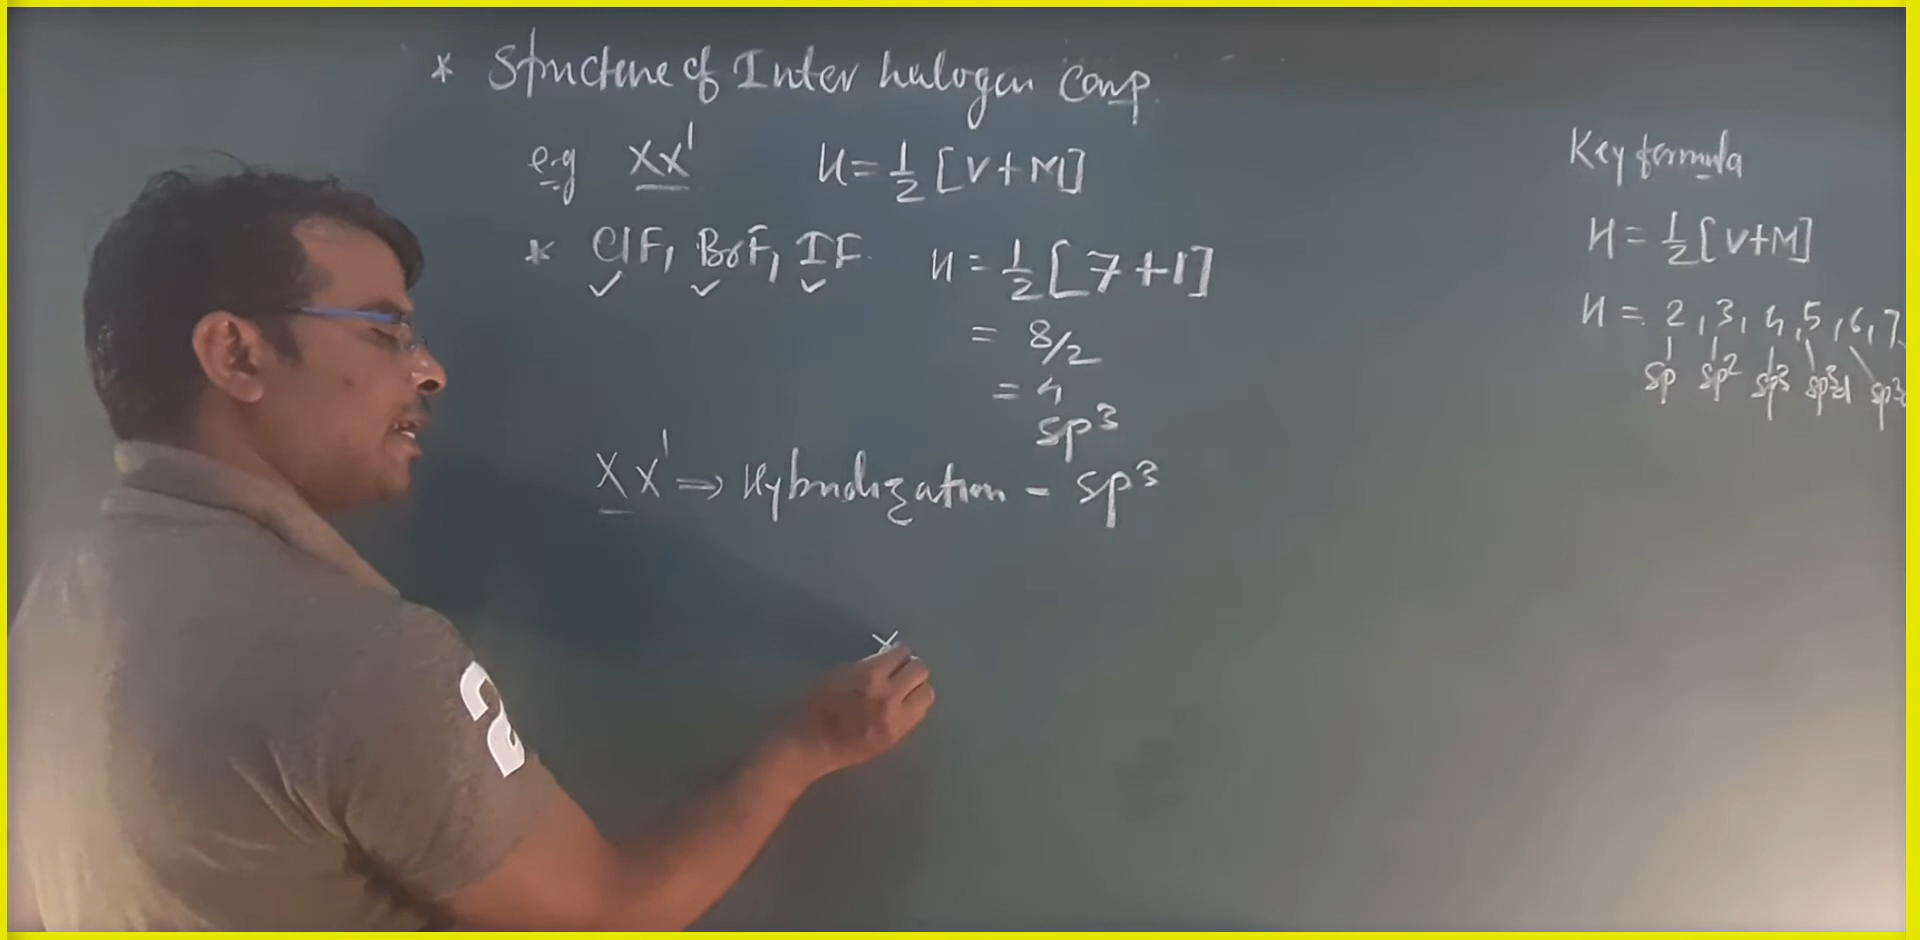 * Structure of Inter halogen Comp.
e.g XX' H=1/2 [V+M]
* ClF, BrF, IF. H=1/2 [7+1]
= 8/2
= 4
sp3
XX' ⇒ Hybridization - sp3
X
Key formula
H=1/2 [V+M]
H = 2, 3, 4, 5, 6, 7
sp sp2 sp3 sp3d
2